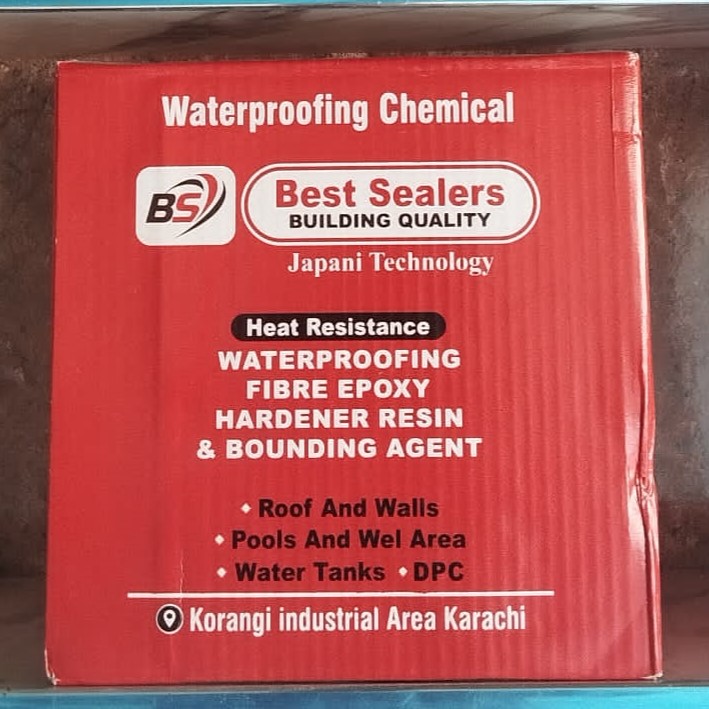 Waterproofing Chemical
BS
Best Sealers
BUILDING QUALITY
Japani Technology
Heat Resistance
WATERPROOFING
FIBRE EPOXY
HARDENER RESIN
& BOUNDING AGENT
• Roof And Walls
• Pools And Wel Area
• Water Tanks • DPC
Korangi industrial Area Karachi